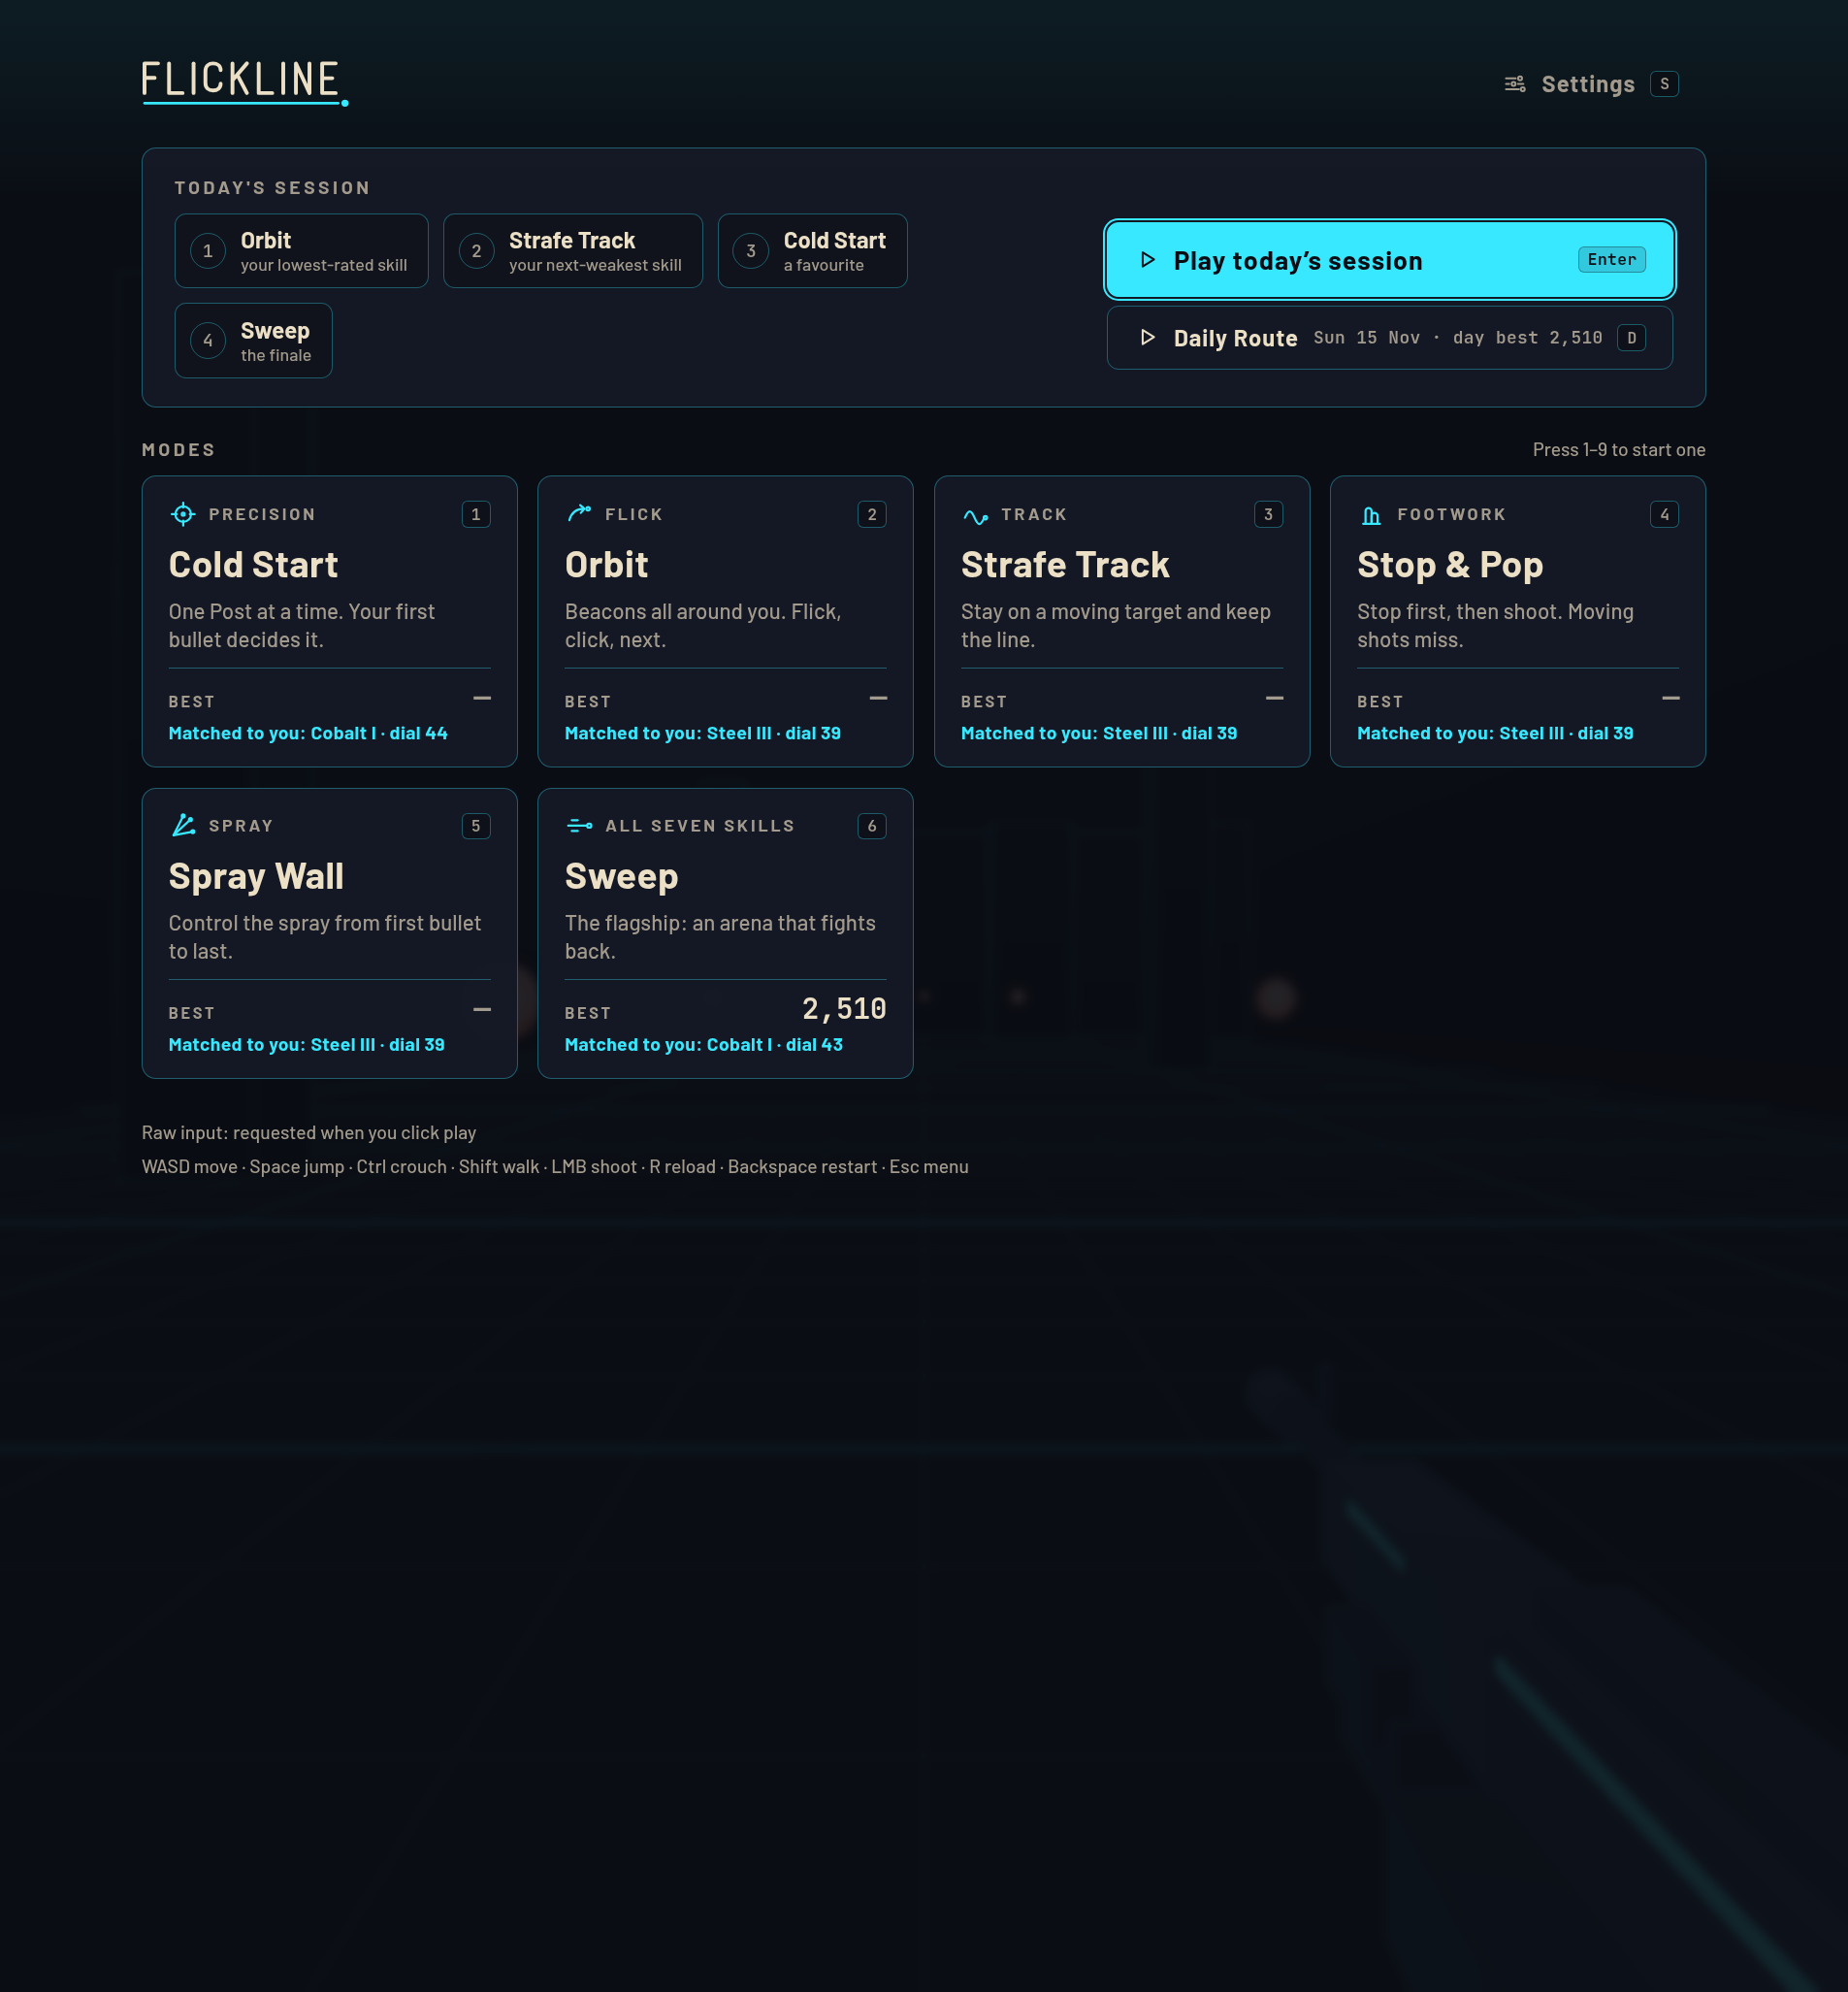 FLICKLINE
Settings S
TODAY'S SESSION
1 Orbit
your lowest-rated skill
2 Strafe Track
your next-weakest skill
3 Cold Start
a favourite
4 Sweep
the finale
Play today’s session Enter
Daily Route Sun 15 Nov · day best 2,510 D
MODES
Press 1–9 to start one
PRECISION 1
Cold Start
One Post at a time. Your first
bullet decides it.
BEST —
Matched to you: Cobalt I · dial 44
FLICK 2
Orbit
Beacons all around you. Flick,
click, next.
BEST —
Matched to you: Steel III · dial 39
TRACK 3
Strafe Track
Stay on a moving target and keep
the line.
BEST —
Matched to you: Steel III · dial 39
FOOTWORK 4
Stop & Pop
Stop first, then shoot. Moving
shots miss.
BEST —
Matched to you: Steel III · dial 39
SPRAY 5
Spray Wall
Control the spray from first bullet
to last.
BEST —
Matched to you: Steel III · dial 39
ALL SEVEN SKILLS 6
Sweep
The flagship: an arena that fights
back.
BEST 2,510
Matched to you: Cobalt I · dial 43
Raw input: requested when you click play
WASD move · Space jump · Ctrl crouch · Shift walk · LMB shoot · R reload · Backspace restart · Esc menu